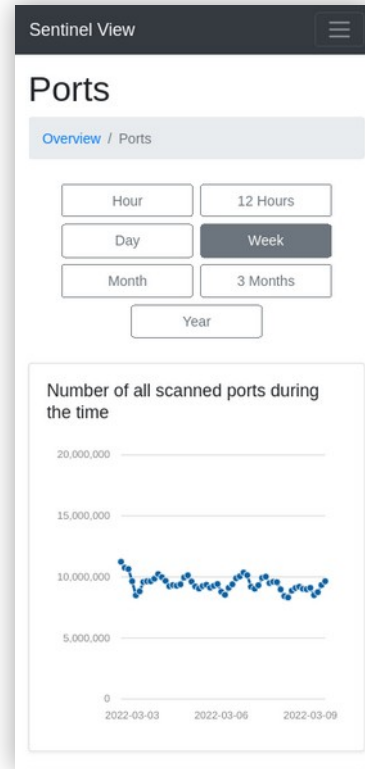 Sentinel View
Ports
Overview / Ports
Hour
12 Hours
Day
Week
Month
3 Months
Year
Number of all scanned ports during
the time
20,000,000
15,000,000
10,000,000
5,000,000
0
2022-03-03
2022-03-06
2022-03-09